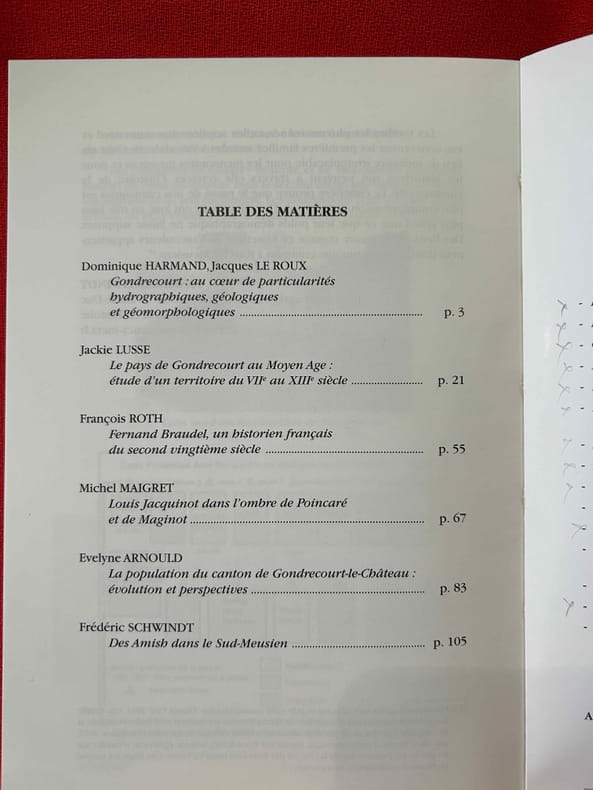 TABLE DES MATIÈRES
Dominique HARMAND, Jacques LE ROUX
Gondrecourt : au cœur de particularités
hydrographiques, géologiques
et géomorphologiques ............................................................ p. 3
Jackie LUSSE
Le pays de Gondrecourt au Moyen Age :
étude d'un territoire du VIIe au XIIIe siècle ........................ p. 21
François ROTH
Fernand Braudel, un historien français
du second vingtième siècle .................................................... p. 55
Michel MAIGRET
Louis Jacquinot dans l'ombre de Poincaré
et de Maginot .............................................................................. p. 67
Evelyne ARNOULD
La population du canton de Gondrecourt-le-Château :
évolution et perspectives .......................................................... p. 83
Frédéric SCHWINDT
Des Amish dans le Sud-Meusien ............................................. p. 105